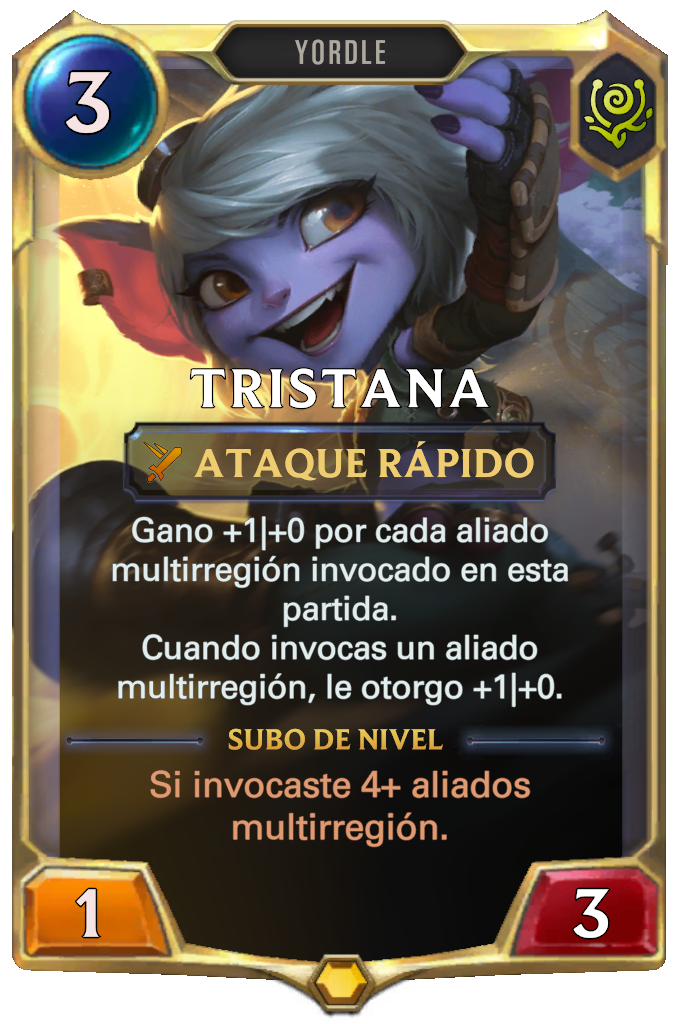 YORDLE
3
TRISTANA
ATAQUE RÁPIDO
Gano +1|+0 por cada aliado
multirregión invocado en esta
partida.
Cuando invocas un aliado
multirregión, le otorgo +1|+0.
SUBO DE NIVEL
Si invocaste 4+ aliados
multirregión.
1
3